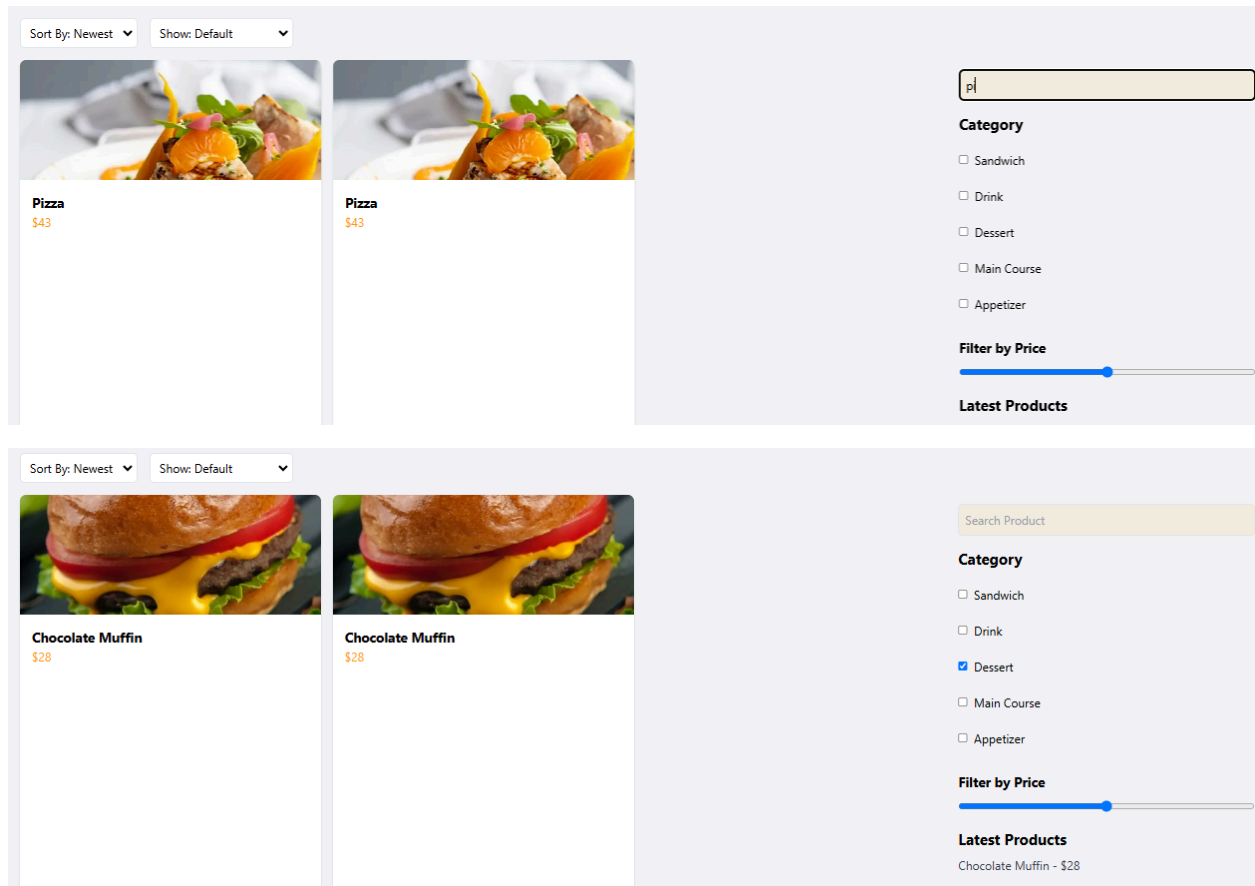 Sort By: Newest Show: Default
pi
Pizza
$43
Pizza
$43
Category
Sandwich
Drink
Dessert
Main Course
Appetizer
Filter by Price
Latest Products
Sort By: Newest Show: Default
Search Product
Chocolate Muffin
$28
Chocolate Muffin
$28
Category
Sandwich
Drink
Dessert
Main Course
Appetizer
Filter by Price
Latest Products
Chocolate Muffin - $28